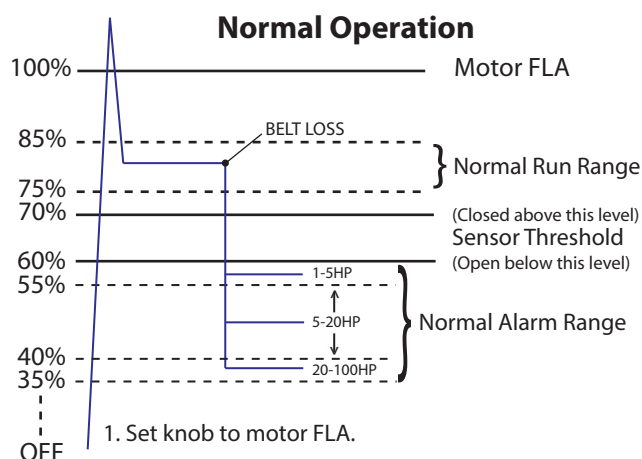 Normal Operation
100%
Motor FLA
85%
BELT LOSS
Normal Run Range
75%
70%
(Closed above this level)
Sensor Threshold
60%
(Open below this level)
1-5HP
55%
5-20HP
Normal Alarm Range
40%
20-100HP
35%
1. Set knob to motor FLA.
OFF